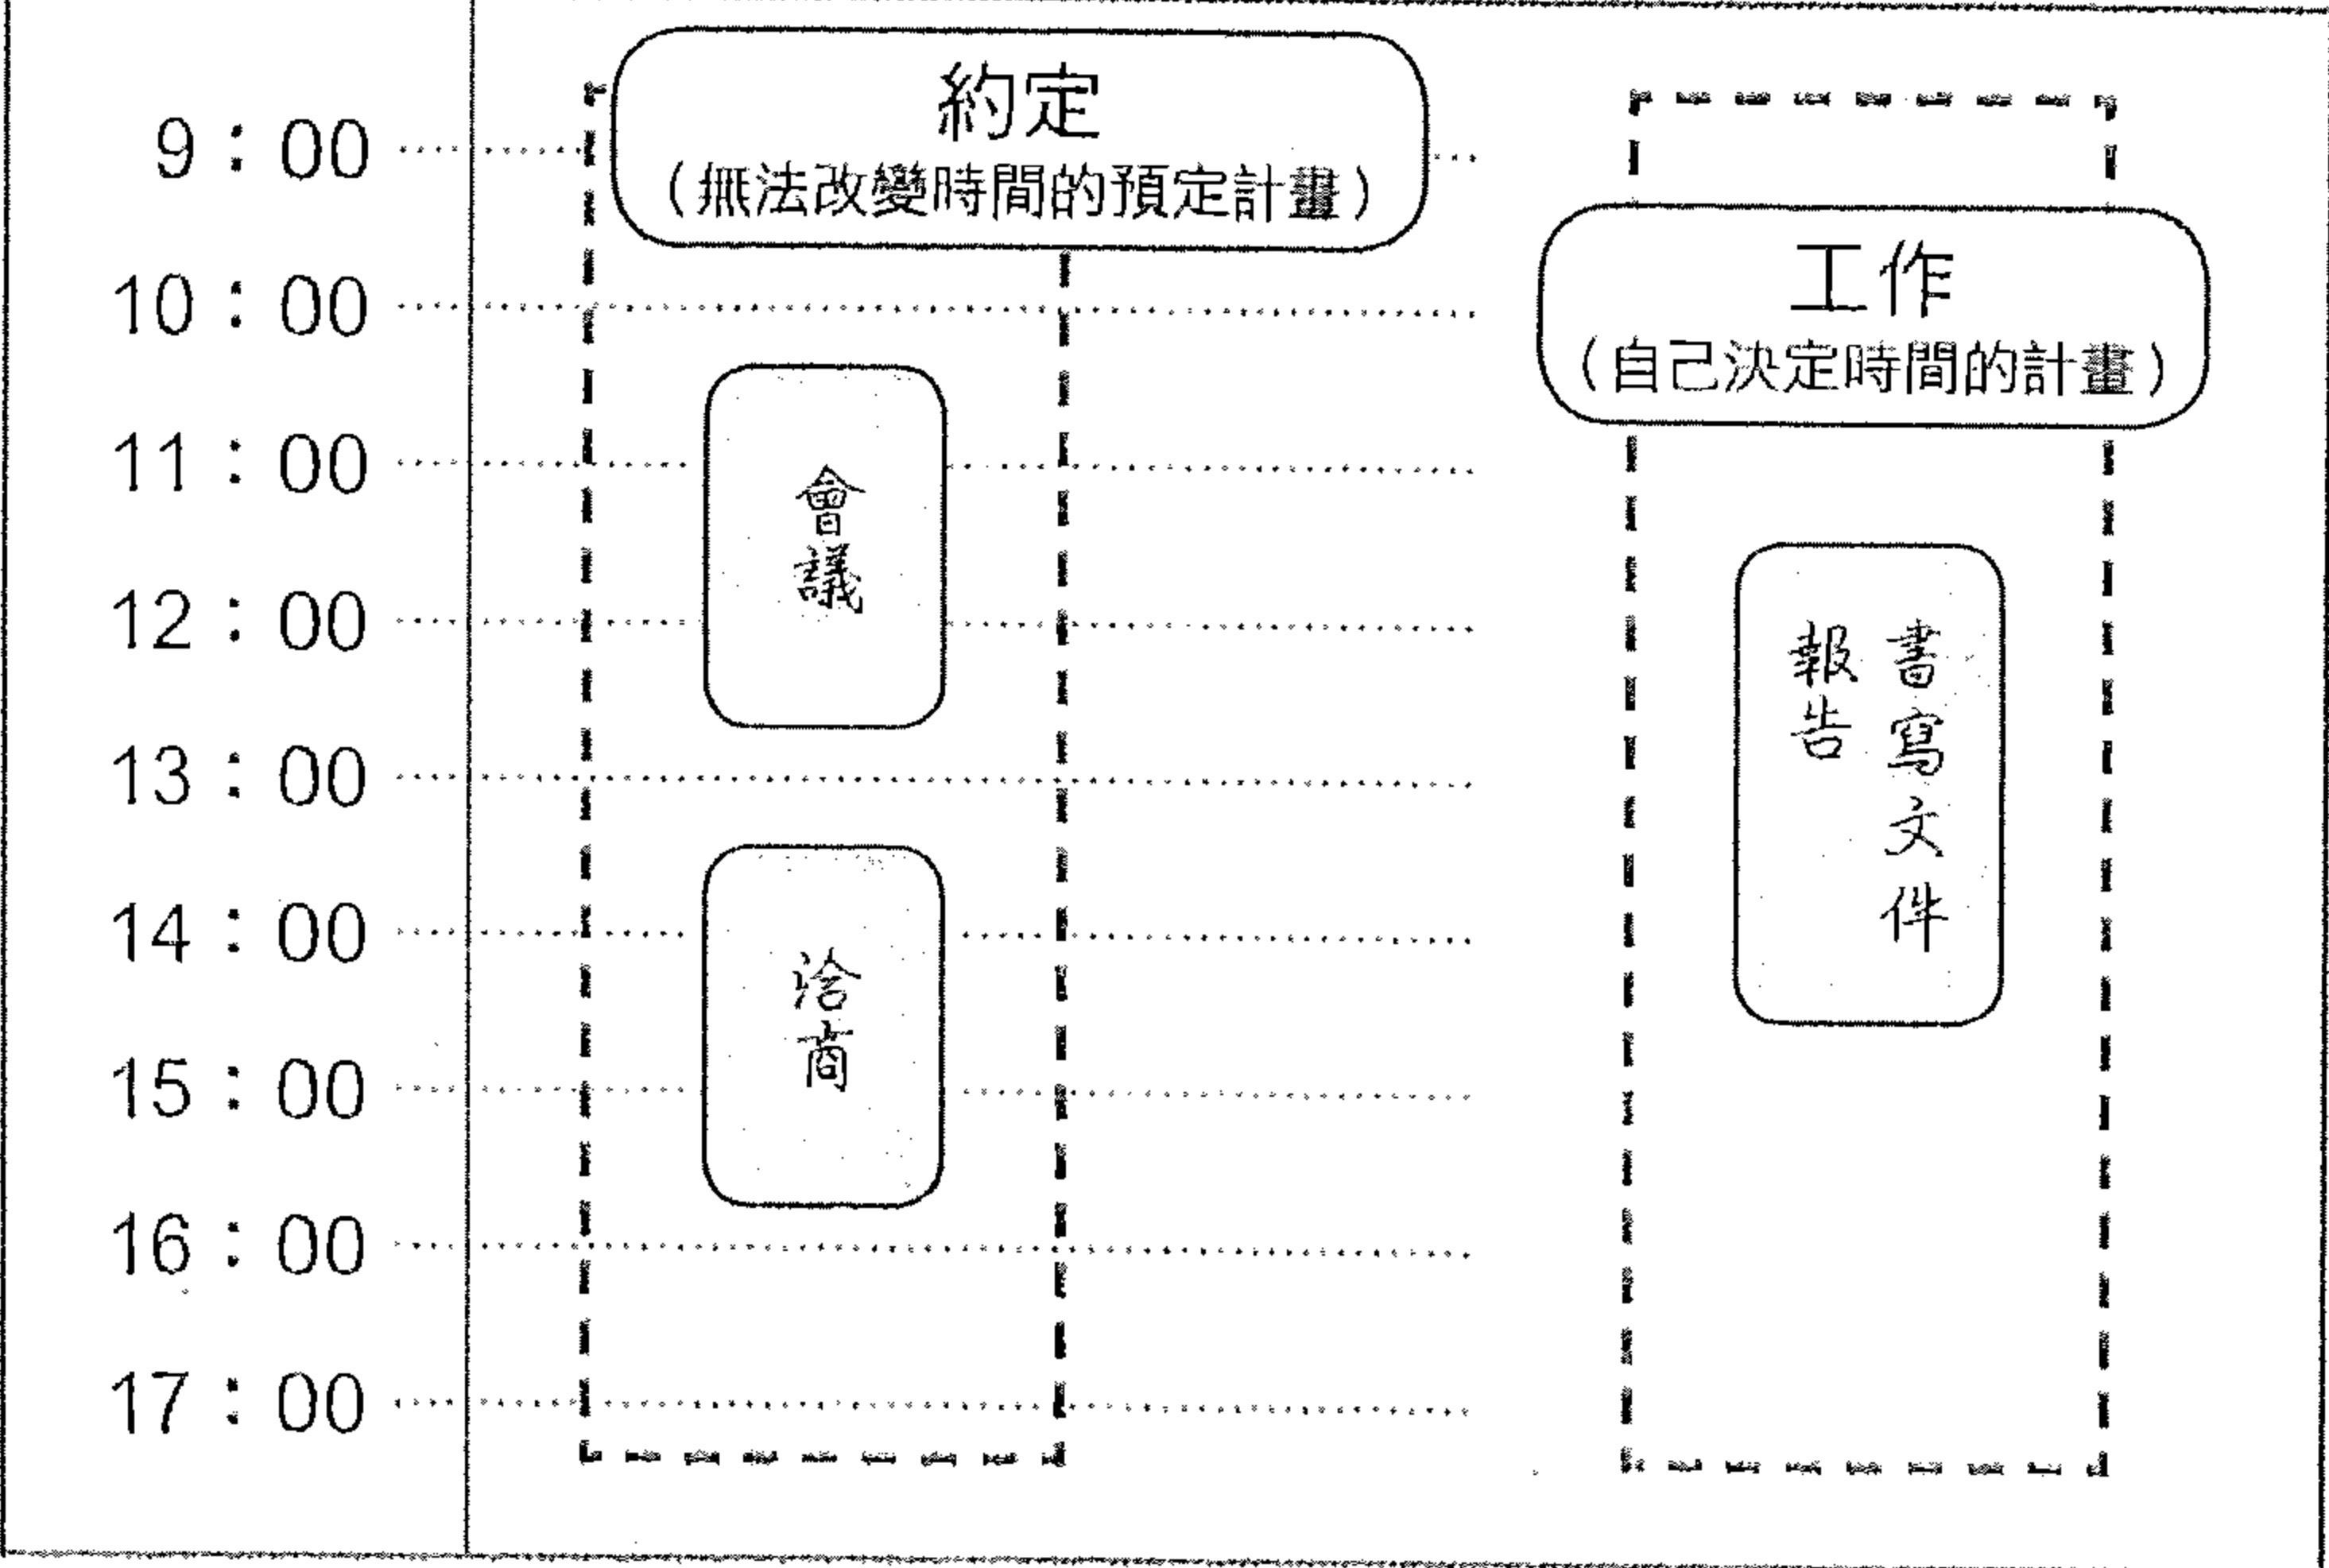 9：00
10：00
11：00
12：00
13：00
14：00
15：00
16：00
17：00
約定
（無法改變時間的預定計畫）
會議
洽商
工作
（自己決定時間的計畫）
書寫文件
報告